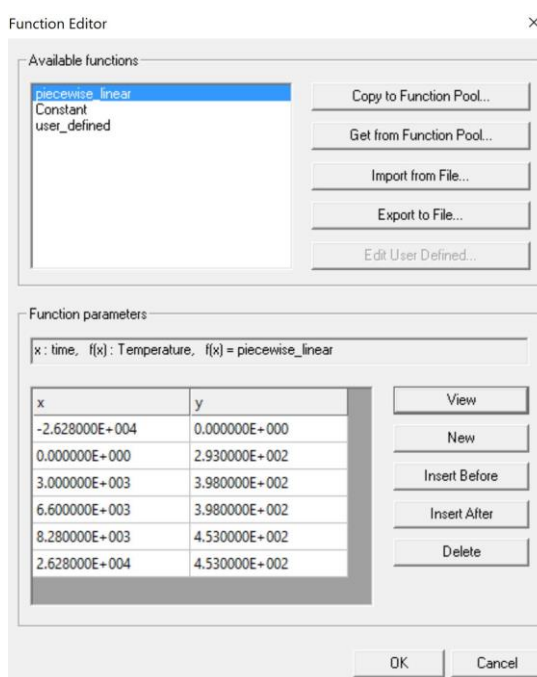 Function Editor ×
Available functions
piecewise_linear
Constant
user_defined
Copy to Function Pool...
Get from Function Pool...
Import from File...
Export to File...
Edit User Defined...
Function parameters
x : time, f(x) : Temperature, f(x) = piecewise_linear
x y
-2.628000E+004 0.000000E+000
0.000000E+000 2.930000E+002
3.000000E+003 3.980000E+002
6.600000E+003 3.980000E+002
8.280000E+003 4.530000E+002
2.628000E+004 4.530000E+002
View
New
Insert Before
Insert After
Delete
OK Cancel